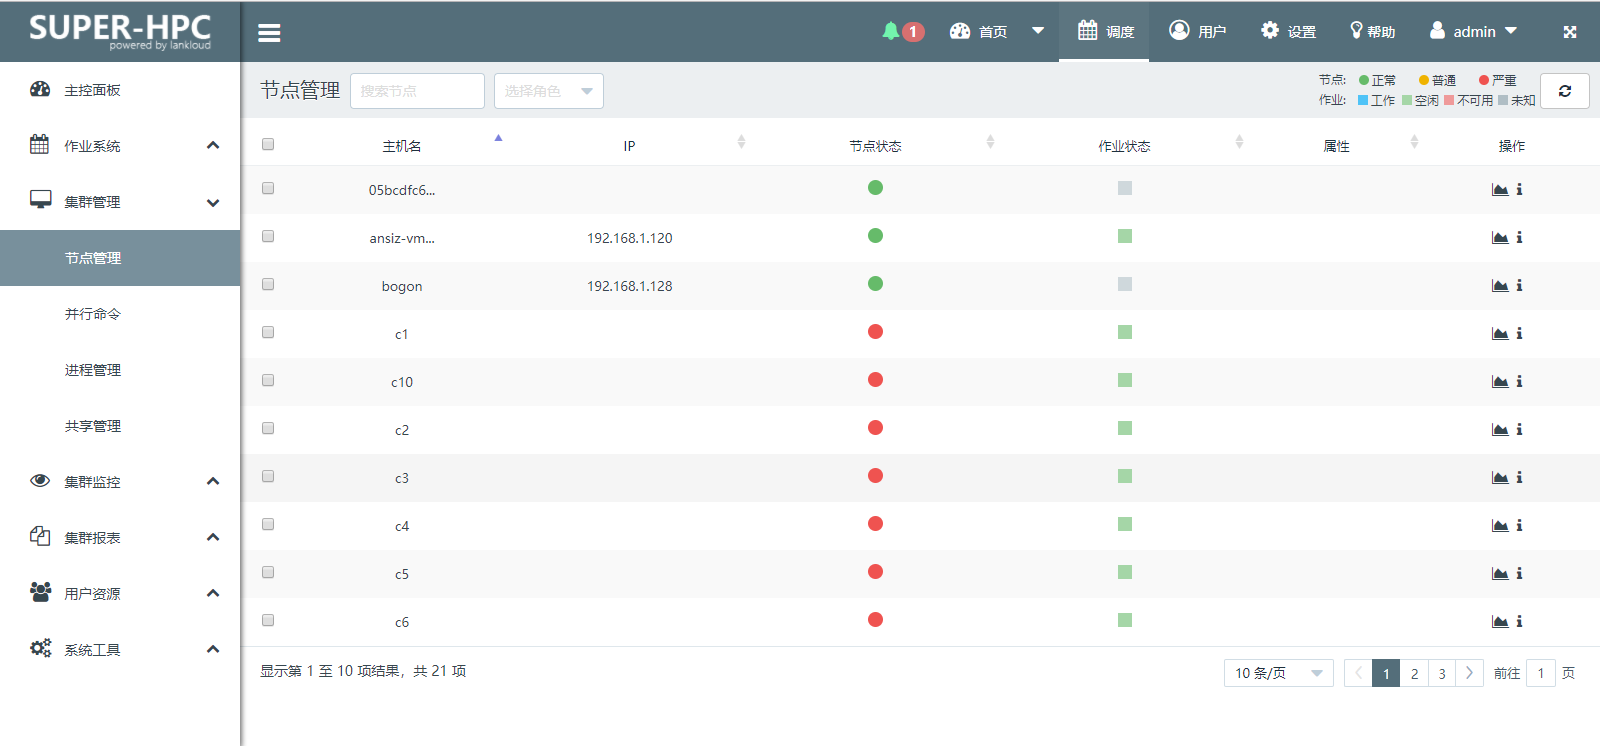 SUPER-HPC
powered by lankloud
1 首页 调度 用户 设置 帮助 admin
主控面板
作业系统
集群管理
节点管理
并行命令
进程管理
共享管理
集群监控
集群报表
用户资源
系统工具
节点管理 搜索节点 选择角色
节点: 正常 普通 严重
作业: 工作 空闲 不可用 未知
主机名 IP 节点状态 作业状态 属性 操作
05bcdfc6...
ansiz-vm... 192.168.1.120
bogon 192.168.1.128
c1
c10
c2
c3
c4
c5
c6
显示第 1 至 10 项结果，共 21 项
10 条/页 1 2 3 前往 1 页